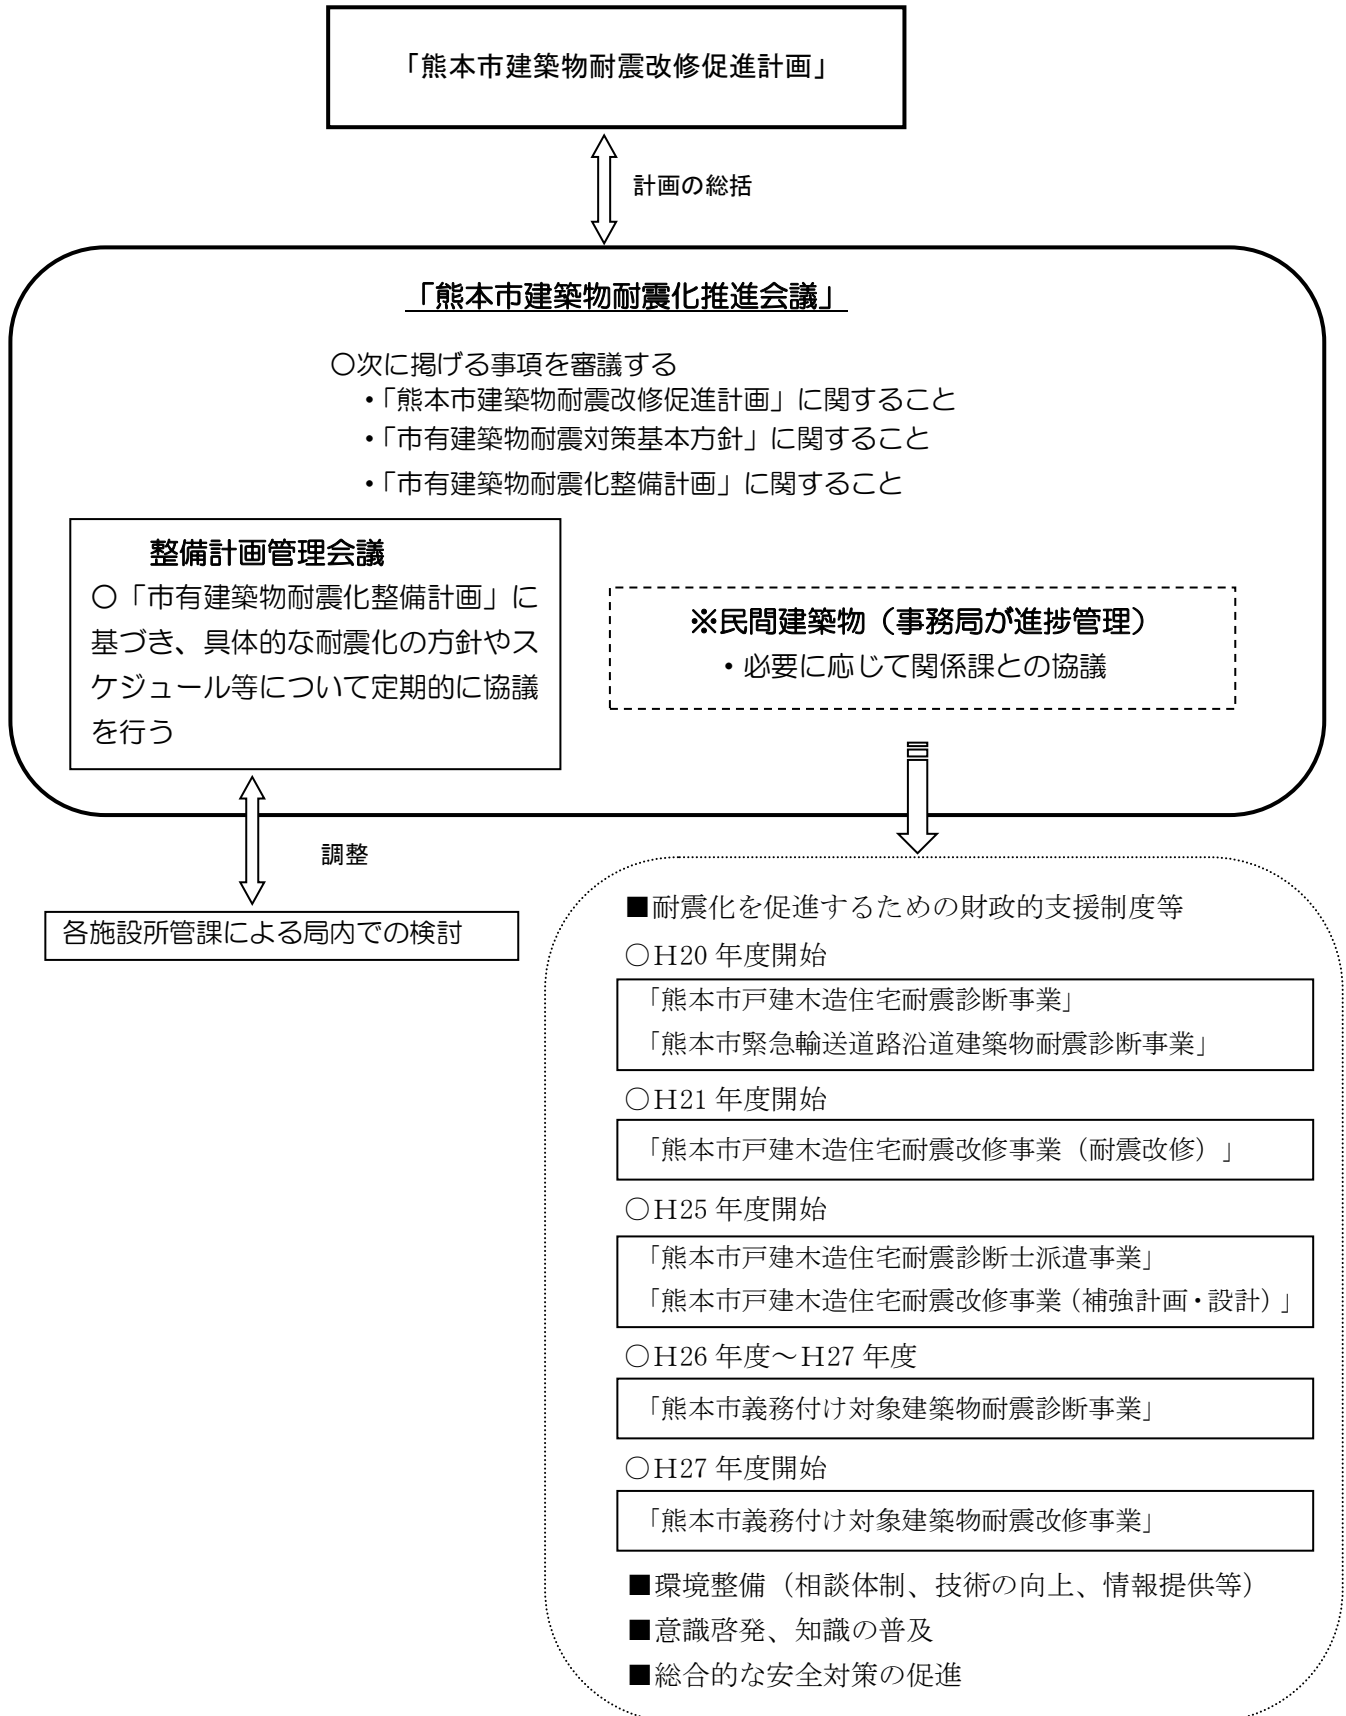 「熊本市建築物耐震改修促進計画」
計画の総括
「熊本市建築物耐震化推進会議」
○次に掲げる事項を審議する
・「熊本市建築物耐震改修促進計画」に関すること
・「市有建築物耐震対策基本方針」に関すること
・「市有建築物耐震化整備計画」に関すること
整備計画管理会議
○「市有建築物耐震化整備計画」に
基づき、具体的な耐震化の方針やス
ケジュール等について定期的に協議
を行う
※民間建築物（事務局が進捗管理）
・必要に応じて関係課との協議
調整
各施設所管課による局内での検討
■耐震化を促進するための財政的支援制度等
○H20 年度開始
「熊本市戸建木造住宅耐震診断事業」
「熊本市緊急輸送道路沿道建築物耐震診断事業」
○H21 年度開始
「熊本市戸建木造住宅耐震改修事業（耐震改修）」
○H25 年度開始
「熊本市戸建木造住宅耐震診断士派遣事業」
「熊本市戸建木造住宅耐震改修事業（補強計画・設計）」
○H26 年度～H27 年度
「熊本市義務付け対象建築物耐震診断事業」
○H27 年度開始
「熊本市義務付け対象建築物耐震改修事業」
■環境整備（相談体制、技術の向上、情報提供等）
■意識啓発、知識の普及
■総合的な安全対策の促進